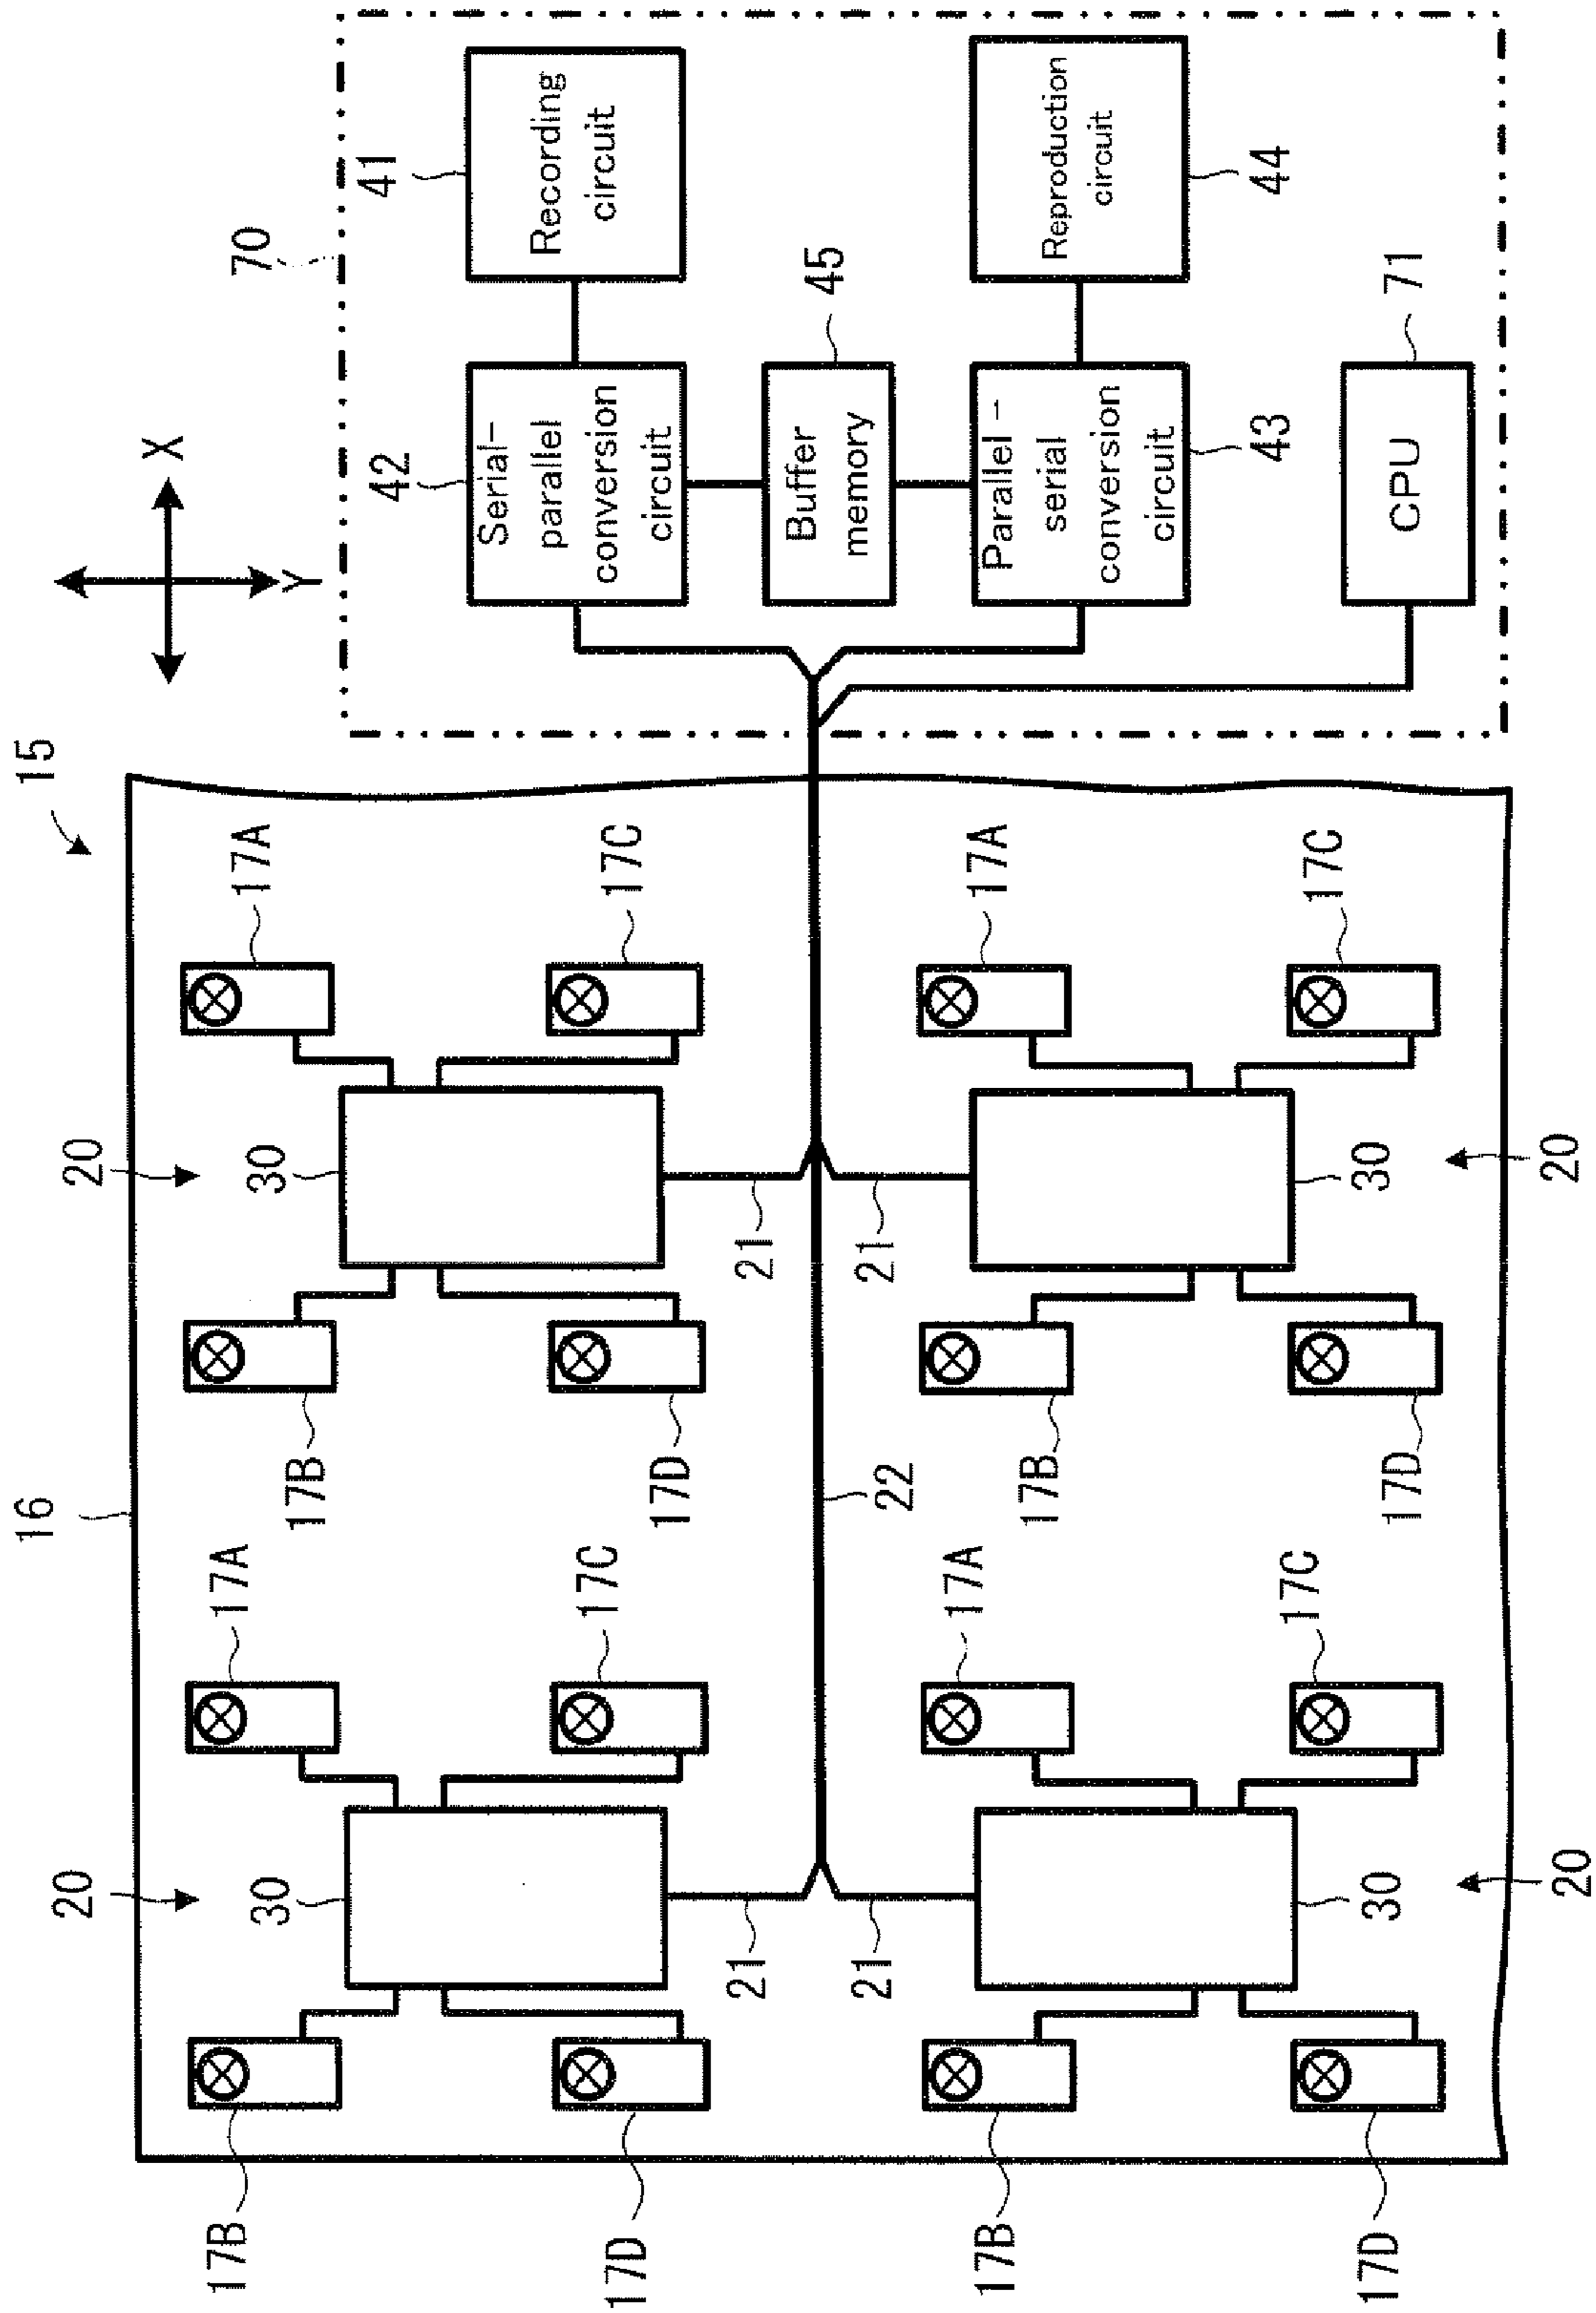 16
15
20
20
X
Y
17B
17A
17B
17A
70
30
30
42
41
Serial-
parallel
conversion
circuit
Recording
circuit
17D
17C
17D
17C
21
21
45
Buffer
memory
21
21
22
17B
17A
17B
17A
Parallel -
serial
conversion
circuit
Reproduction
circuit
43
44
17D
17C
17D
17C
30
30
71
CPU
20
20